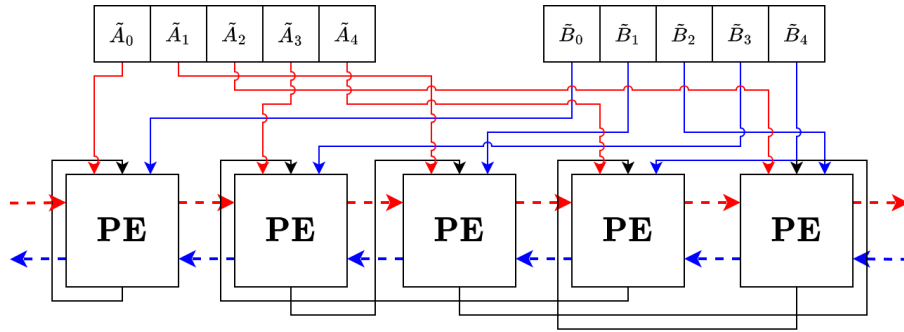 Ã₀ Ã₁ Ã₂ Ã₃ Ã₄ B̃₀ B̃₁ B̃₂ B̃₃ B̃₄
PE PE PE PE PE